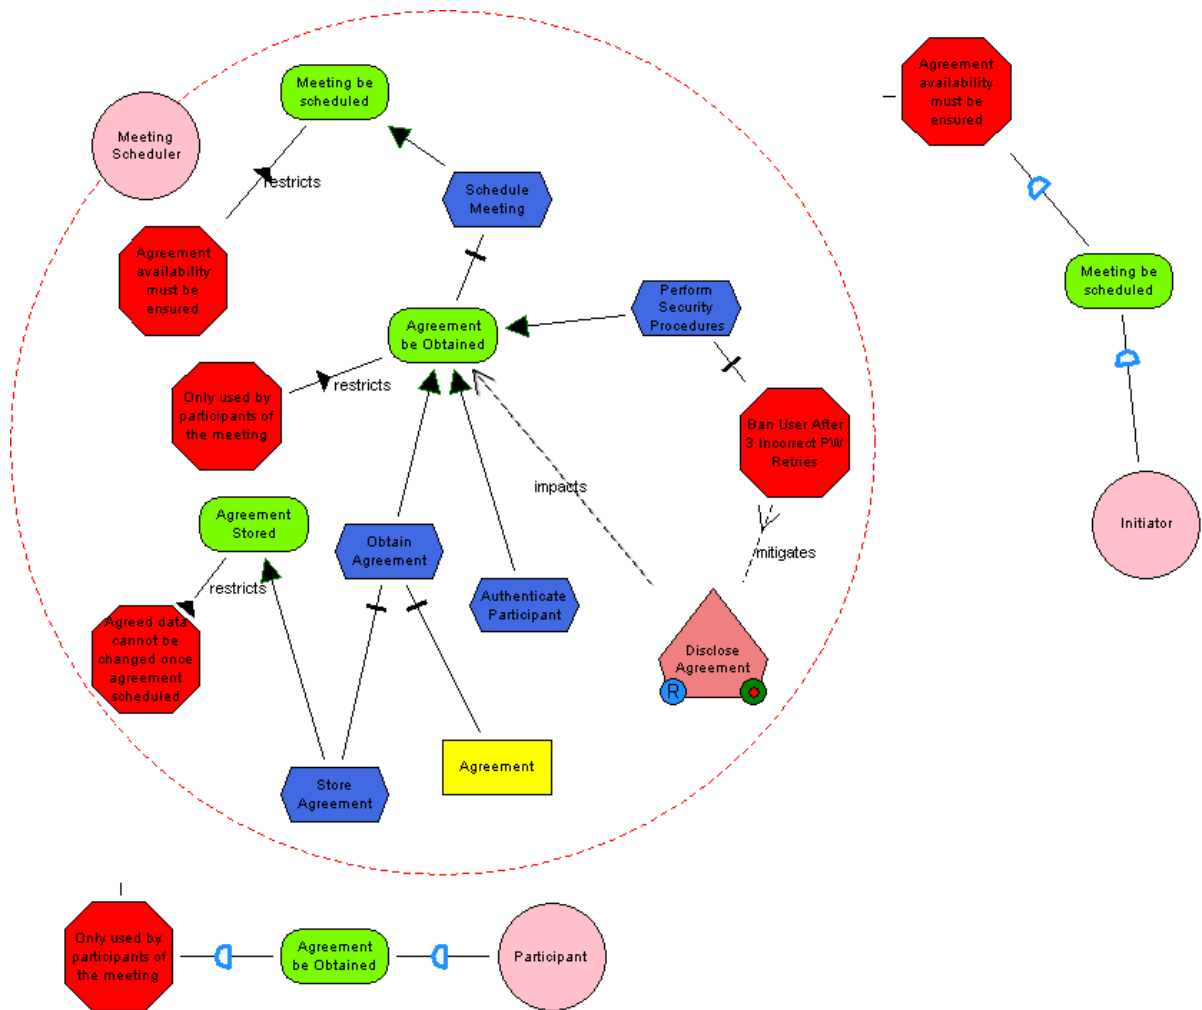 Agreement
availability
must be
ensured
Meeting be
scheduled
Meeting
Scheduler
restricts
Schedule
Meeting
Agreement
availability
must be
ensured
Meeting be
scheduled
Perform
Security
Procedures
Agreement
be Obtained
restricts
Only used by
participants of
the meeting
Ban User After
3 Incorrect PW
Retries
impacts
Agreement
Stored
Initiator
Obtain
Agreement
mitigates
restricts
Authenticate
Participant
Agreed data
cannot be
changed once
agreement
scheduled
Disclose
Agreement
R
Agreement
Store
Agreement
Only used by
participants of
the meeting
Agreement
be Obtained
Participant